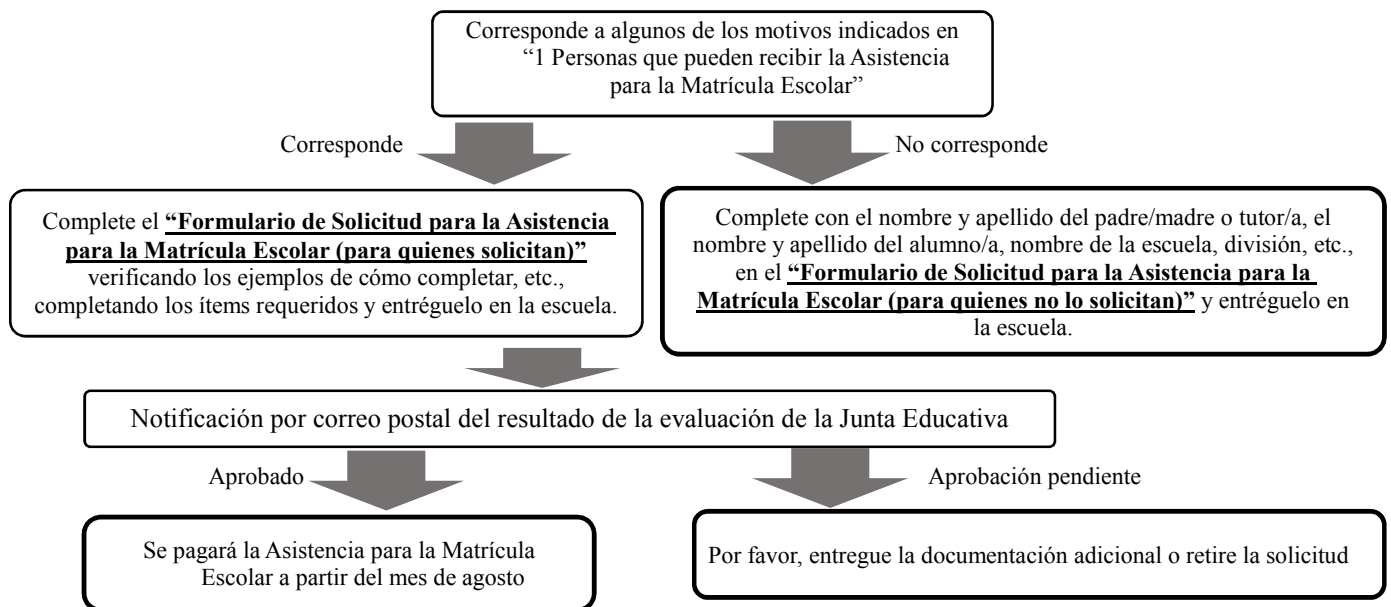 Corresponde a algunos de los motivos indicados en
“1 Personas que pueden recibir la Asistencia
para la Matrícula Escolar”
Corresponde
No corresponde
Complete el “Formulario de Solicitud para la Asistencia
para la Matrícula Escolar (para quienes solicitan)”
verificando los ejemplos de cómo completar, etc.,
completando los ítems requeridos y entréguelo en la escuela.
Complete con el nombre y apellido del padre/madre o tutor/a, el
nombre y apellido del alumno/a, nombre de la escuela, división, etc.,
en el “Formulario de Solicitud para la Asistencia para la
Matrícula Escolar (para quienes no lo solicitan)” y entréguelo en
la escuela.
Notificación por correo postal del resultado de la evaluación de la Junta Educativa
Aprobado
Aprobación pendiente
Se pagará la Asistencia para la Matrícula
Escolar a partir del mes de agosto
Por favor, entregue la documentación adicional o retire la solicitud